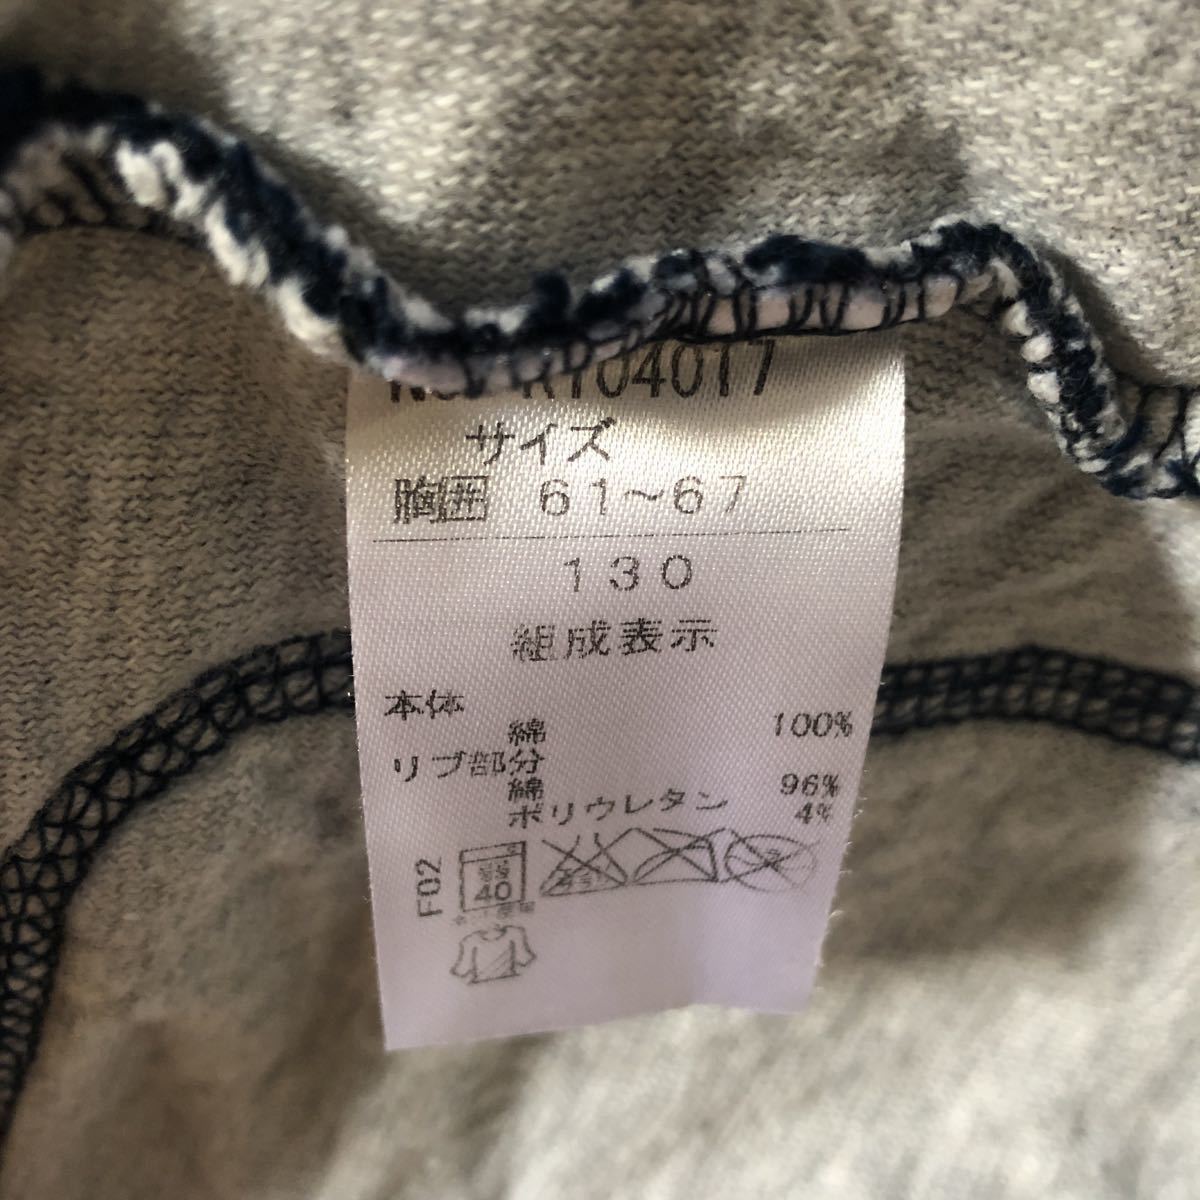 RT04017
サイズ
胸囲 61~67
130
組成表示
本体
綿 100%
リブ部分
綿 96%
ポリウレタン 4%
F02
40